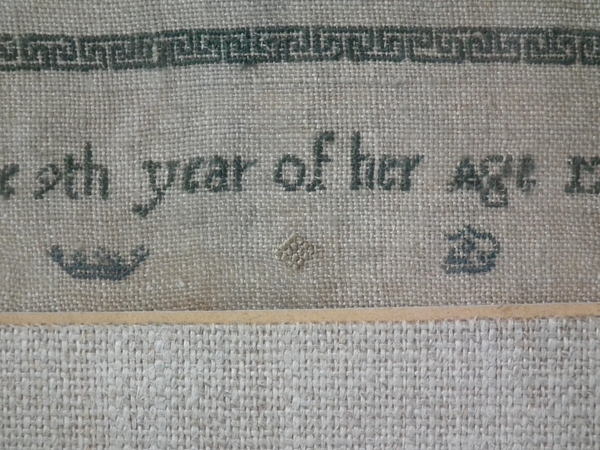 e 9th year of her age